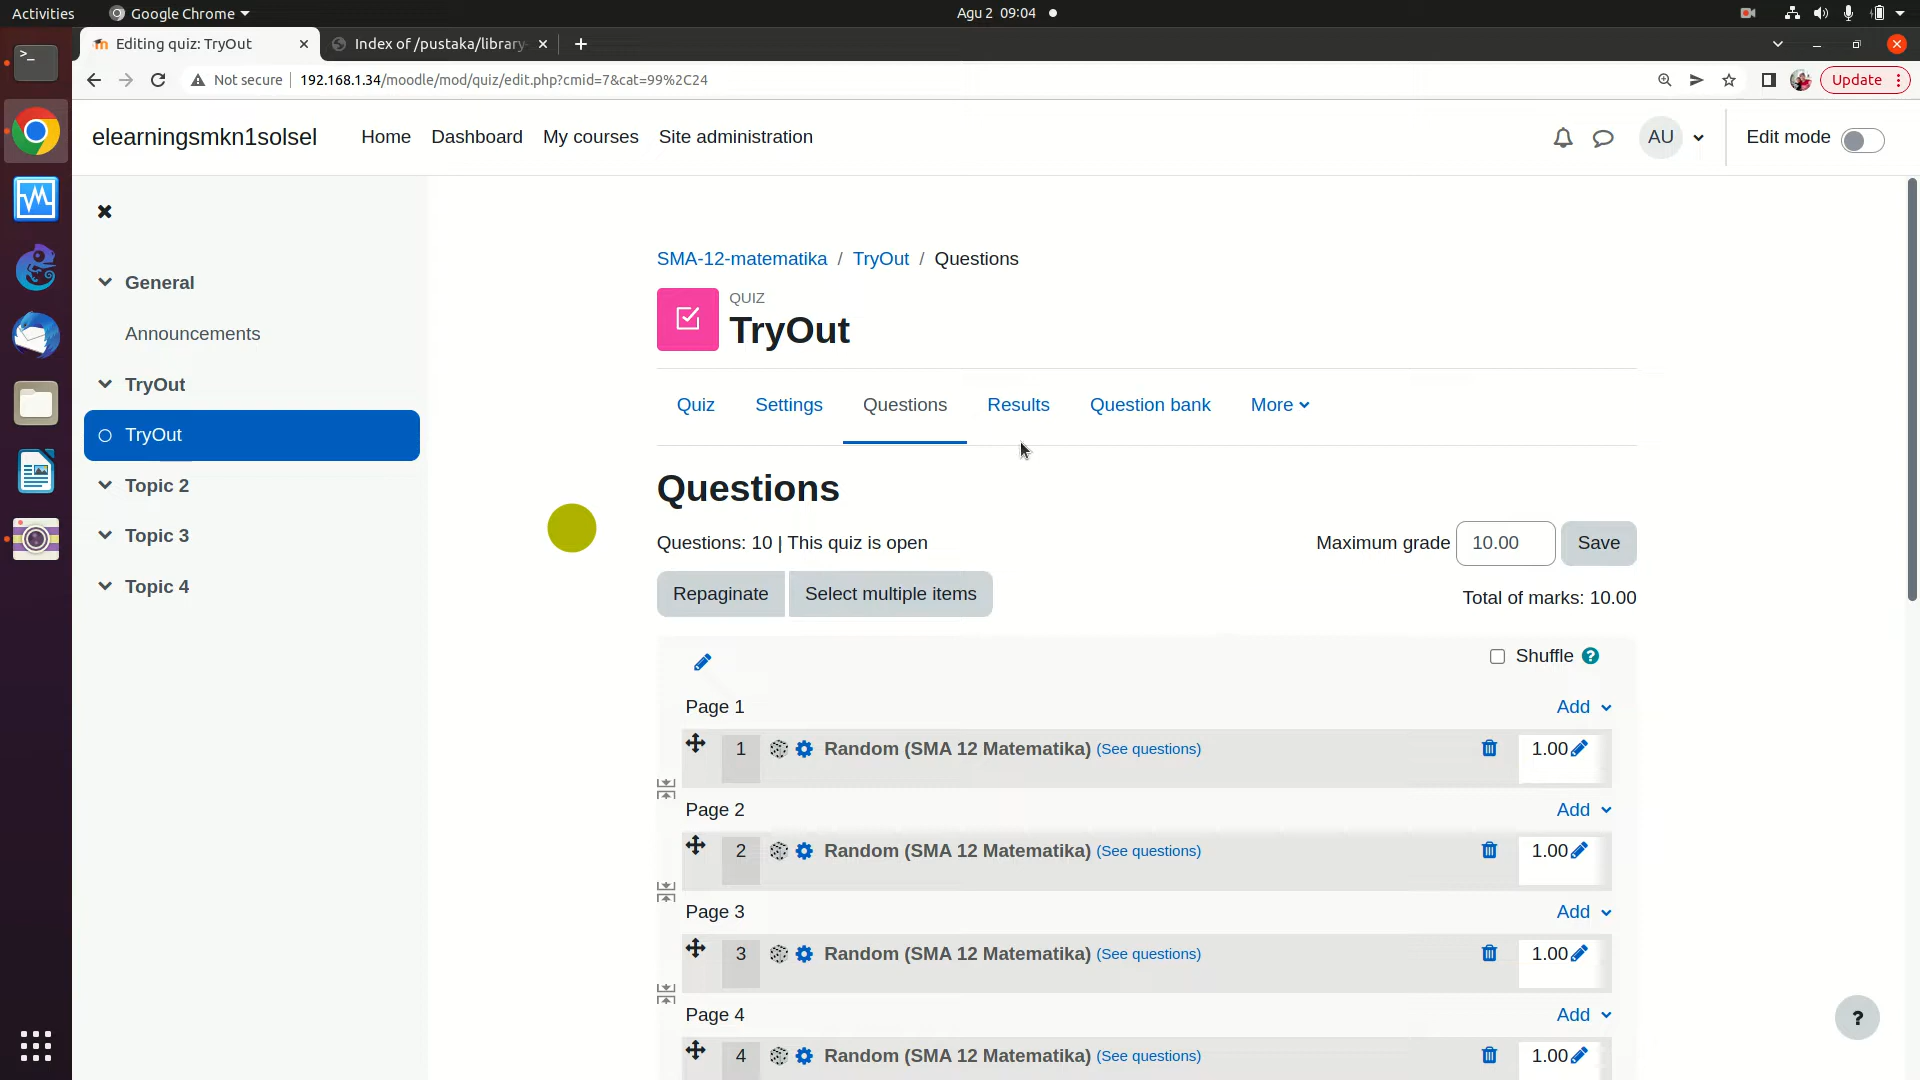 Activities
Google Chrome
Agu 2 09:04
Editing quiz: TryOut
Index of /pustaka/library
Not secure
192.168.1.34/moodle/mod/quiz/edit.php?cmid=7&cat=99%2C24
Update
elearningsmkn1solsel
Home
Dashboard
My courses
Site administration
AU
Edit mode
General
Announcements
TryOut
TryOut
Topic 2
Topic 3
Topic 4
SMA-12-matematika / TryOut / Questions
QUIZ
TryOut
Quiz
Settings
Questions
Results
Question bank
More
Questions
Questions: 10 | This quiz is open
Maximum grade 10.00 Save
Repaginate
Select multiple items
Total of marks: 10.00
Shuffle ?
Page 1 Add
1 Random (SMA 12 Matematika) (See questions) 1.00
Page 2 Add
2 Random (SMA 12 Matematika) (See questions) 1.00
Page 3 Add
3 Random (SMA 12 Matematika) (See questions) 1.00
Page 4 Add
4 Random (SMA 12 Matematika) (See questions) 1.00
?